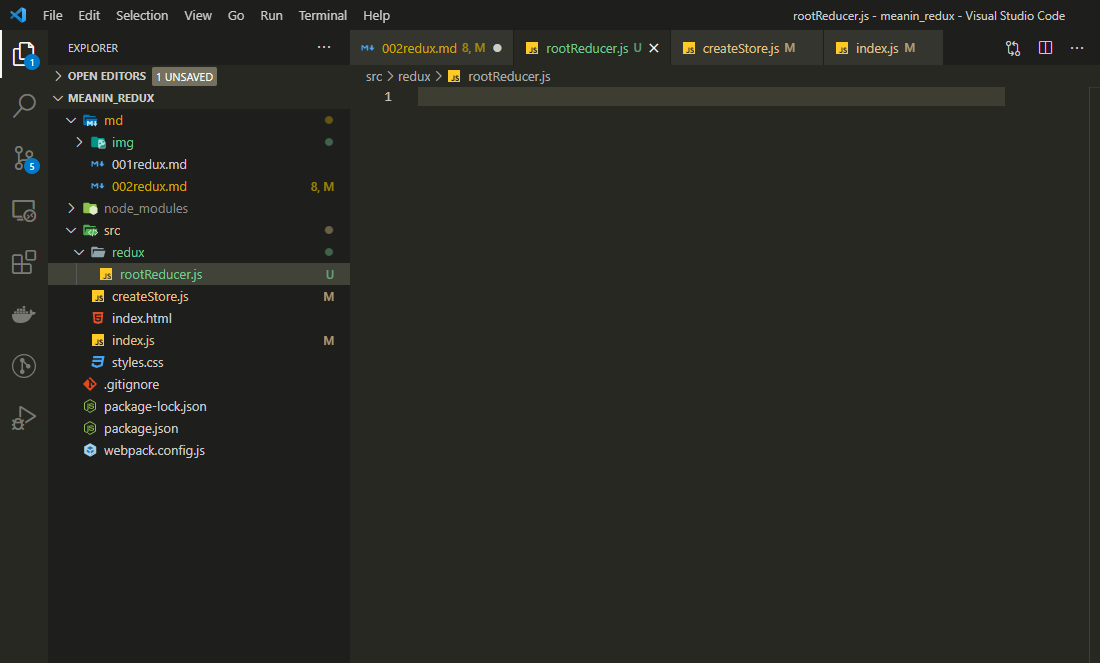 File Edit Selection View Go Run Terminal Help
rootReducer.js - meanin_redux - Visual Studio Code
EXPLORER
002redux.md 8, M
rootReducer.js U
createStore.js M
index.js M
1
OPEN EDITORS 1 UNSAVED
src redux rootReducer.js
MEANIN_REDUX
1
md
img
001redux.md
5
002redux.md 8, M
node_modules
src
redux
rootReducer.js U
createStore.js M
index.html
index.js M
styles.css
.gitignore
package-lock.json
package.json
webpack.config.js